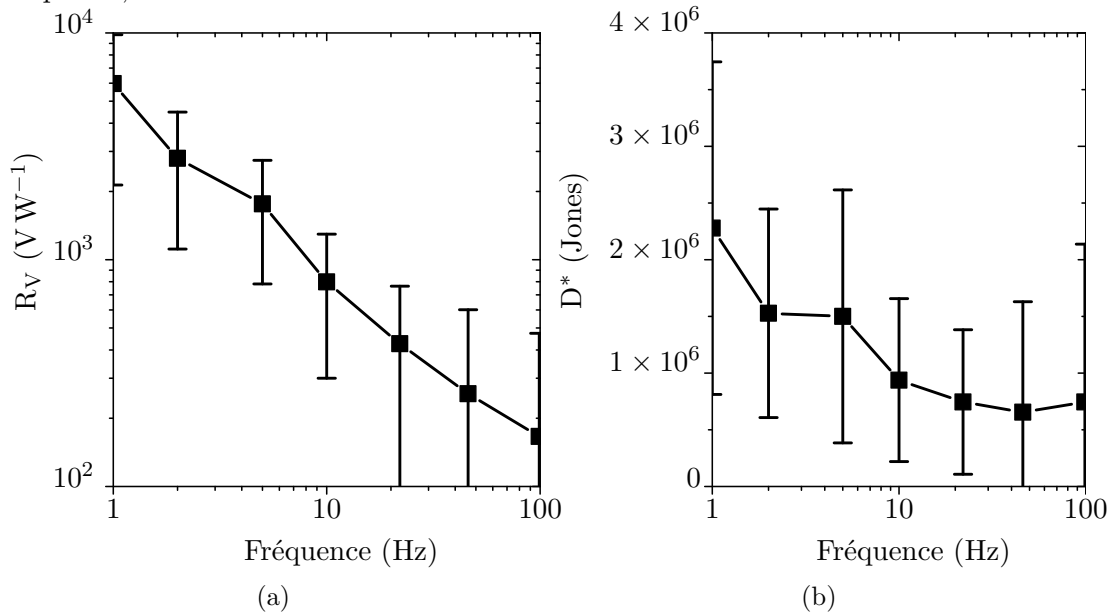 10⁴
10³
10²
R_V (V W⁻¹)
1
10
100
Fréquence (Hz)
(a)
4 × 10⁶
3 × 10⁶
2 × 10⁶
1 × 10⁶
0
D* (Jones)
1
10
100
Fréquence (Hz)
(b)